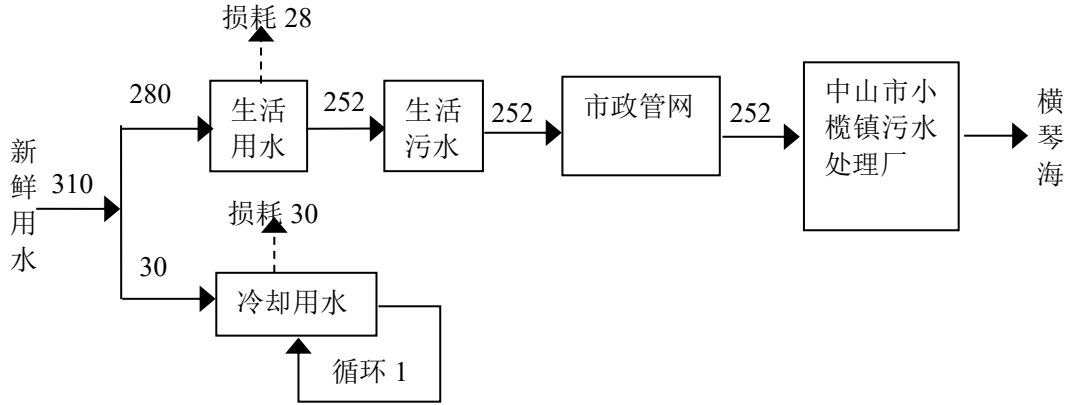 损耗 28
280
生活
用水
252
生活
污水
252
市政管网
252
中山市小
榄镇污水
处理厂
横
琴
海
新
鲜
用
水
310
损耗 30
30
冷却用水
循环 1